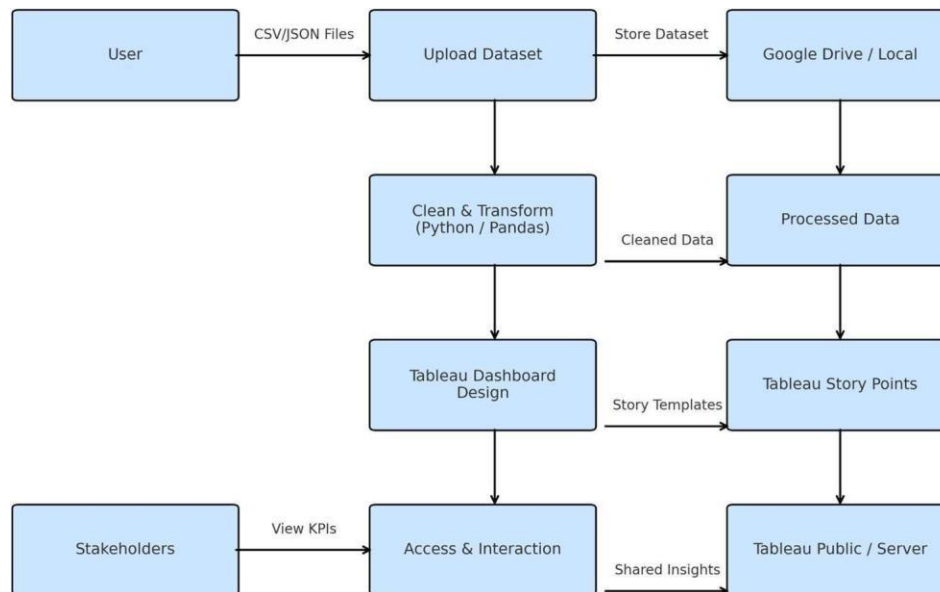 User
CSV/JSON Files
Upload Dataset
Store Dataset
Google Drive / Local
Clean & Transform
(Python / Pandas)
Cleaned Data
Processed Data
Tableau Dashboard
Design
Story Templates
Tableau Story Points
Stakeholders
View KPIs
Access & Interaction
Shared Insights
Tableau Public / Server